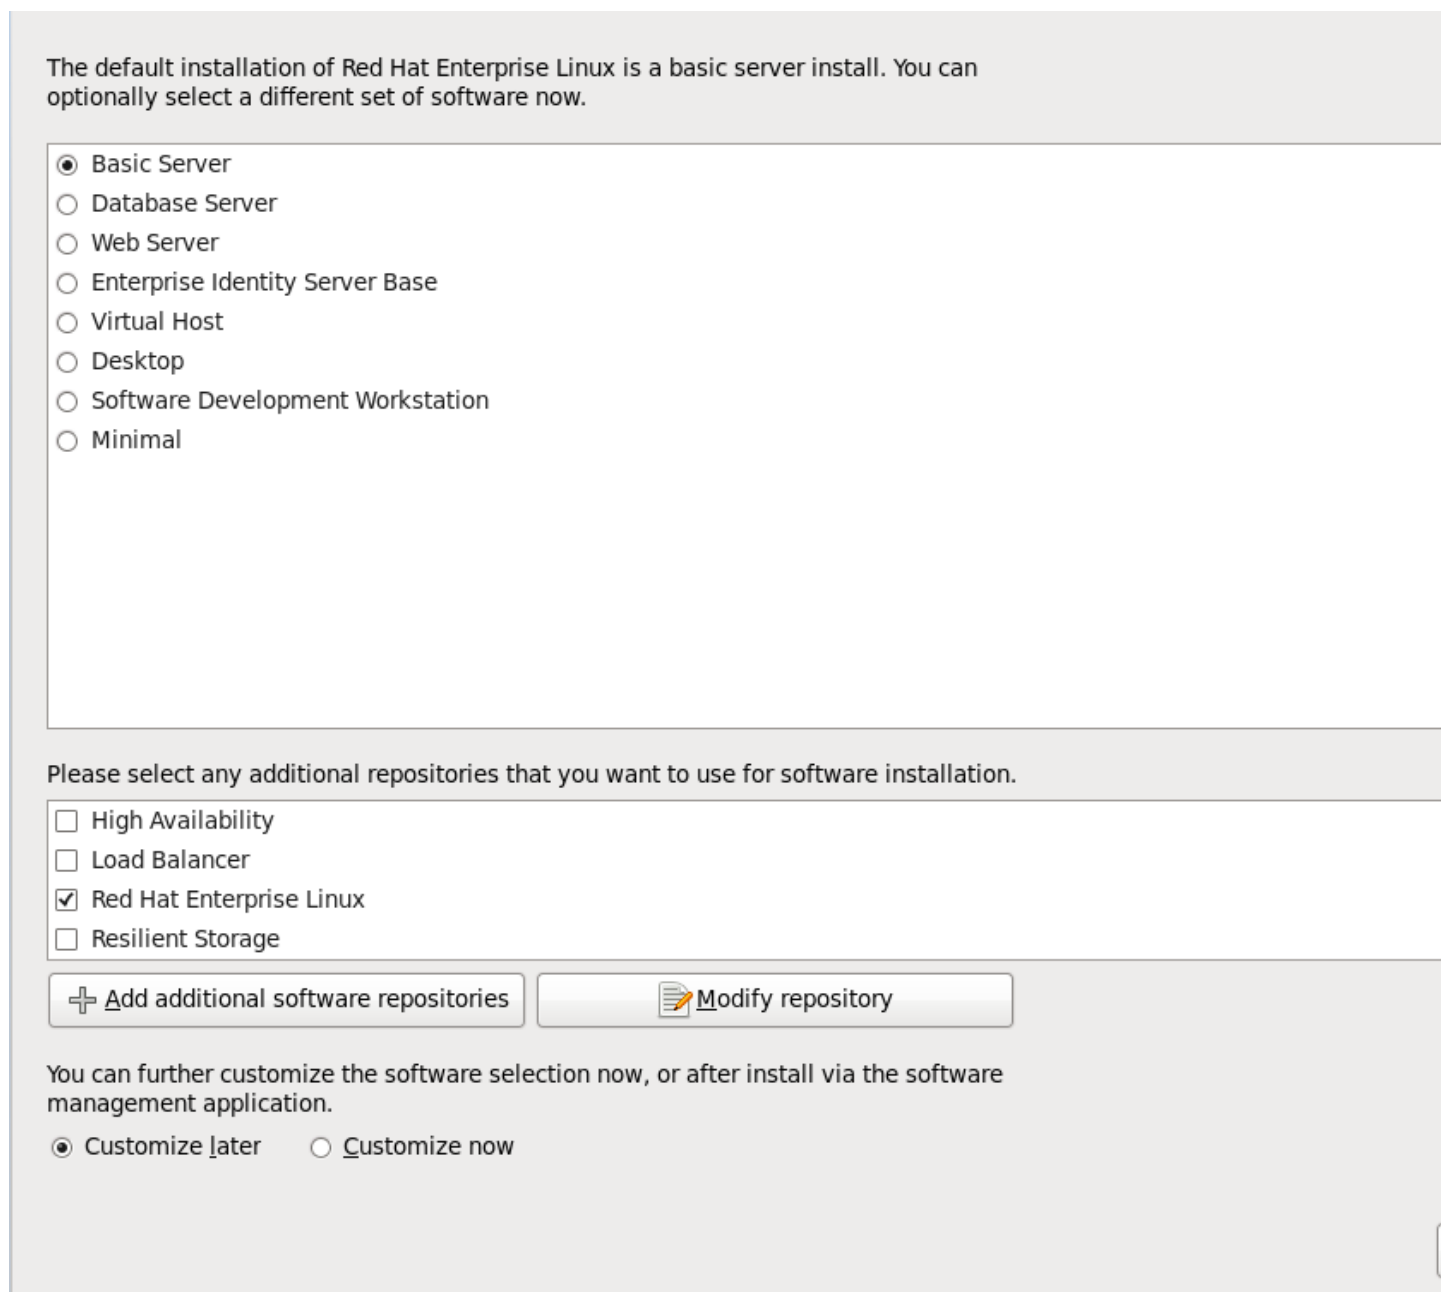 The default installation of Red Hat Enterprise Linux is a basic server install. You can
optionally select a different set of software now.
Basic Server
Database Server
Web Server
Enterprise Identity Server Base
Virtual Host
Desktop
Software Development Workstation
Minimal
Please select any additional repositories that you want to use for software installation.
High Availability
Load Balancer
Red Hat Enterprise Linux
Resilient Storage
Add additional software repositories
Modify repository
You can further customize the software selection now, or after install via the software
management application.
Customize later
Customize now